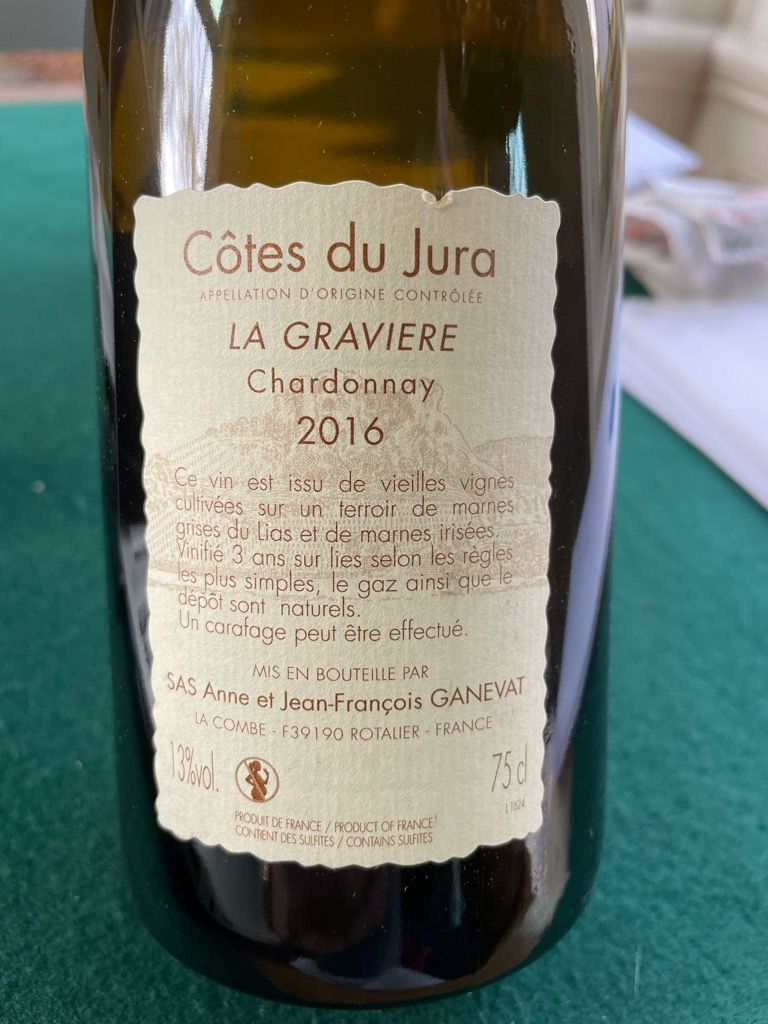 Côtes du Jura
APPELLATION D'ORIGINE CONTRÔLÉE
LA GRAVIERE
Chardonnay
2016
Ce vin est issu de vieilles vignes
cultivées sur un terroir de marnes
grises du Lias et de marnes irisées.
Vinifié 3 ans sur lies selon les règles
les plus simples, le gaz ainsi que le
dépôt sont naturels.
Un carafage peut être effectué.
MIS EN BOUTEILLE PAR
SAS Anne et Jean-François GANEVAT
LA COMBE - F39190 ROTALIER - FRANCE
13%vol.
75 cl
L1624
PRODUIT DE FRANCE / PRODUCT OF FRANCE
CONTIENT DES SULFITES / CONTAINS SULFITES